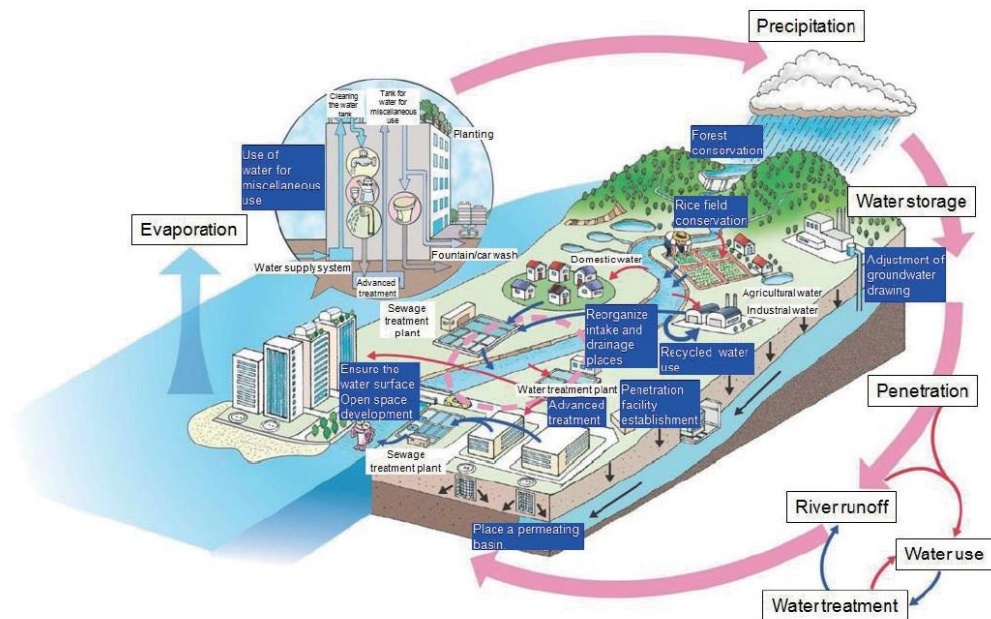 Precipitation
Cleaning
the water
tank
Tank for
water for
miscellaneous
use
Planting
Use of
water for
miscellaneous
use
Forest
conservation
Rice field
conservation
Water storage
Evaporation
Adjustment of
groundwater
drawing
Water supply system
Fountain/car wash
Advanced
treatment
Domestic water
Agricultural water
Industrial water
Sewage
treatment
plant
Reorganize
intake and
drainage
places
Recycled water
use
Ensure the
water surface
Open space
development
Water treatment plant
Advanced
treatment
Penetration
facility
establishment
Penetration
Sewage
treatment plant
Place a permeating
basin
River runoff
Water use
Water treatment